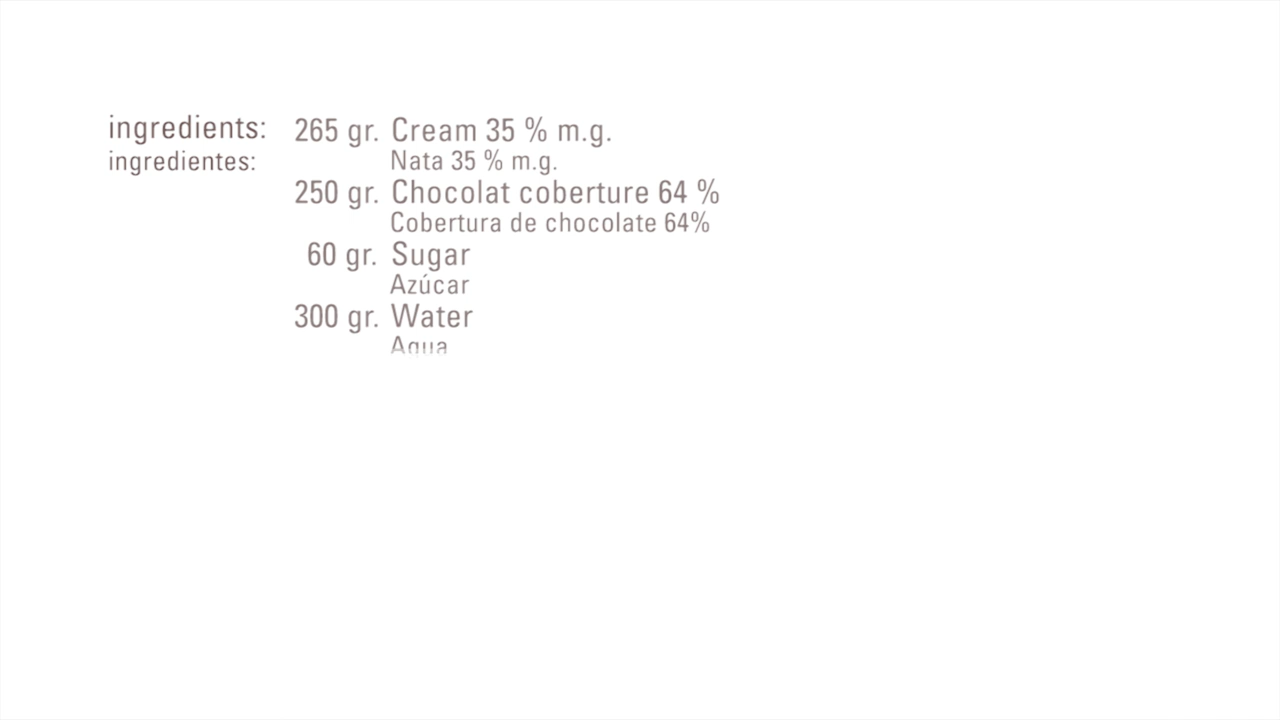 ingredients: 265 gr. Cream 35 % m.g.
ingredientes: Nata 35 % m.g.
250 gr. Chocolat coberture 64 %
Cobertura de chocolate 64%
60 gr. Sugar
Azúcar
300 gr. Water
Agua